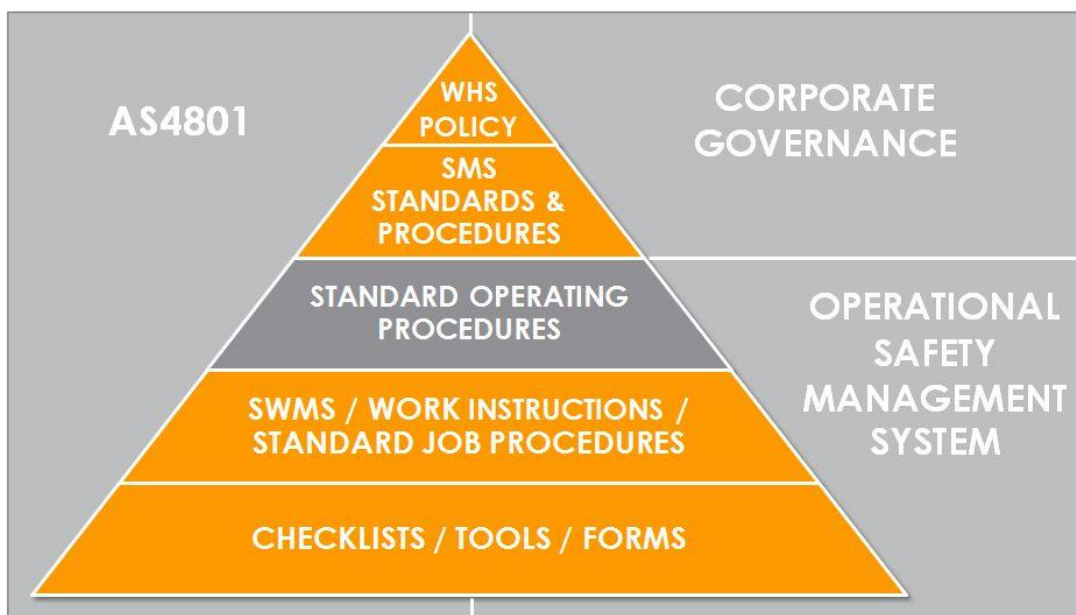 AS4801
WHS
POLICY
SMS
STANDARDS &
PROCEDURES
STANDARD OPERATING
PROCEDURES
SWMS / WORK INSTRUCTIONS /
STANDARD JOB PROCEDURES
CHECKLISTS / TOOLS / FORMS
CORPORATE
GOVERNANCE
OPERATIONAL
SAFETY
MANAGEMENT
SYSTEM